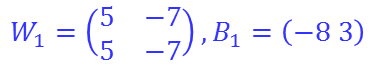 W₁ = (5 −7
5 −7), B₁ = (−8 3)